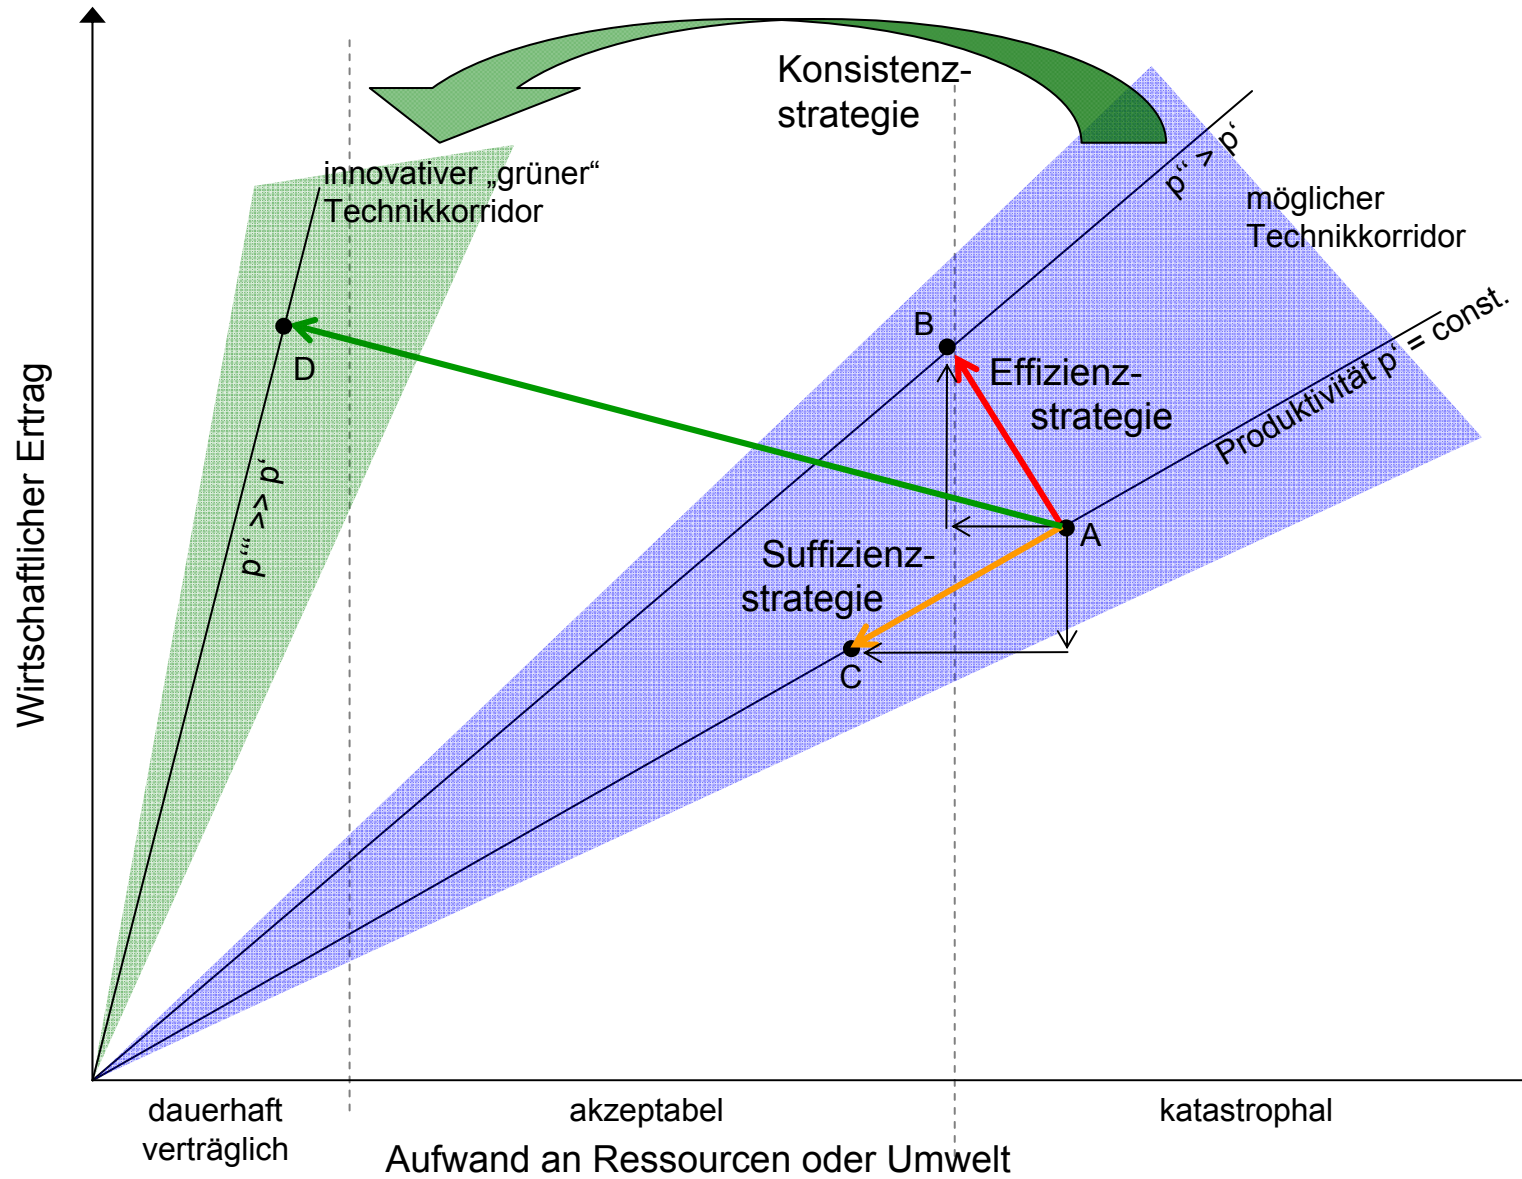 Konsistenz-
strategie
innovativer „grüner“
Technikkorridor
p‘‘ > p‘
möglicher
Technikkorridor
B
Effizienz-
strategie
Produktivität p‘ = const.
D
p‘‘‘ >> p‘
A
Suffizienz-
strategie
C
Wirtschaftlicher Ertrag
dauerhaft
verträglich
akzeptabel
katastrophal
Aufwand an Ressourcen oder Umwelt